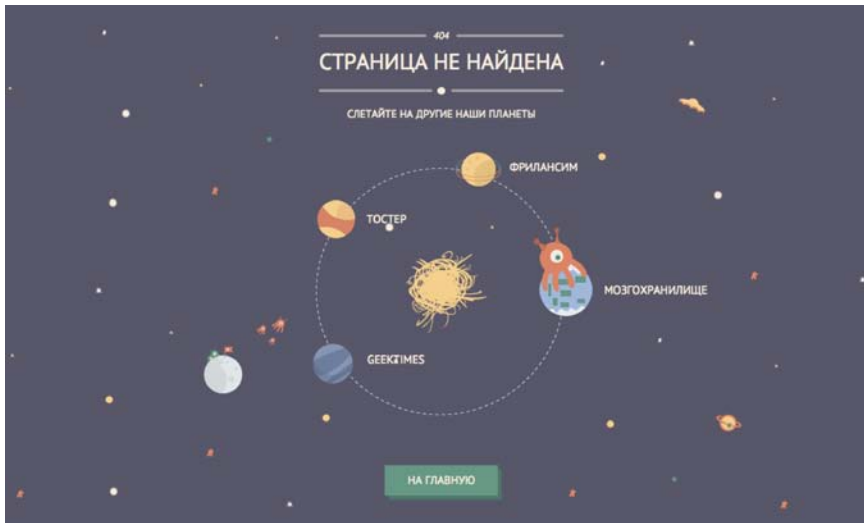 404
СТРАНИЦА НЕ НАЙДЕНА
СЛЕТАЙТЕ НА ДРУГИЕ НАШИ ПЛАНЕТЫ
ФРИЛАНСИМ
ТОСТЕР
МОЗГОХРАНИЛИЩЕ
GEEKTIMES
НА ГЛАВНУЮ